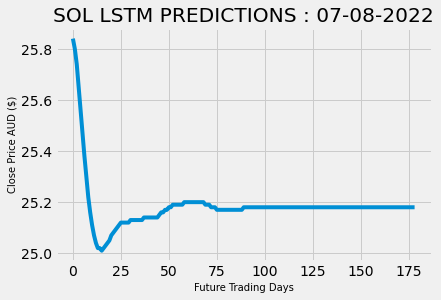 SOL LSTM PREDICTIONS : 07-08-2022
25.8
25.6
25.4
25.2
25.0
Close Price AUD ($)
0 25 50 75 100 125 150 175
Future Trading Days